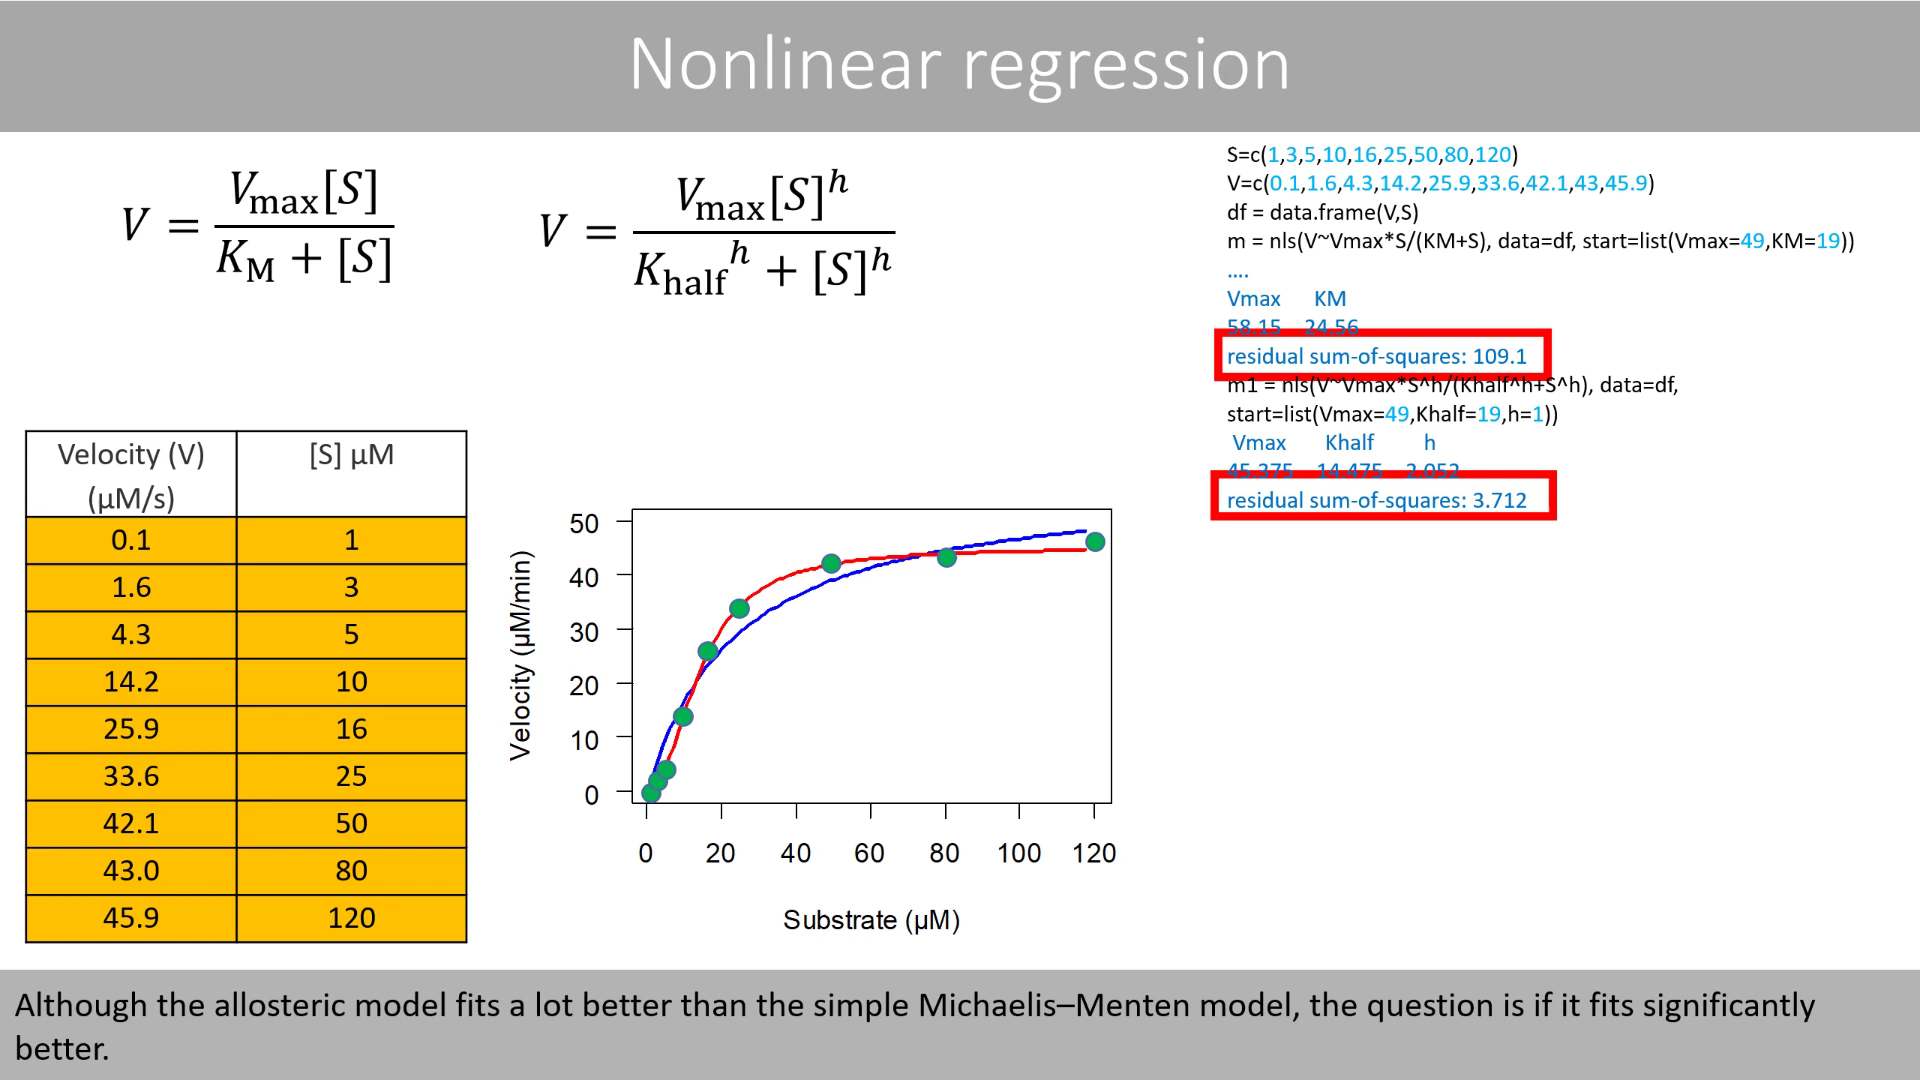 Nonlinear regression
V = Vmax[S] / KM + [S]
V = Vmax[S]^h / Khalf^h + [S]^h
S=c(1,3,5,10,16,25,50,80,120)
V=c(0.1,1.6,4.3,14.2,25.9,33.6,42.1,43,45.9)
df = data.frame(V,S)
m = nls(V~Vmax*S/(KM+S), data=df, start=list(Vmax=49,KM=19))
....
Vmax KM
58.15 24.56
residual sum-of-squares: 109.1
m1 = nls(V~Vmax*S^h/(Khalf^h+S^h), data=df,
start=list(Vmax=49,Khalf=19,h=1))
Vmax Khalf h
45.375 14.475 2.052
residual sum-of-squares: 3.712
Velocity (V) [S] µM
(µM/s)
0.1 1
1.6 3
4.3 5
14.2 10
25.9 16
33.6 25
42.1 50
43.0 80
45.9 120
Velocity (µM/min)
50
40
30
20
10
0
0 20 40 60 80 100 120
Substrate (µM)
Although the allosteric model fits a lot better than the simple Michaelis–Menten model, the question is if it fits significantly
better.